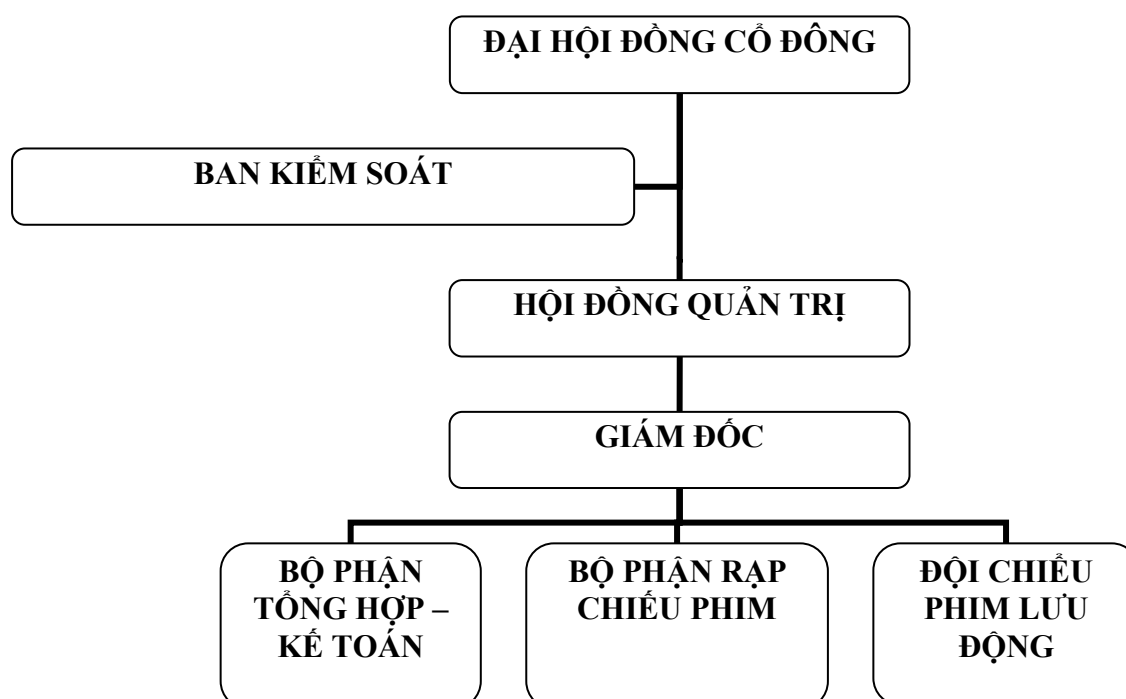 ĐẠI HỘI ĐỒNG CỔ ĐÔNG
BAN KIỂM SOÁT
HỘI ĐỒNG QUẢN TRỊ
GIÁM ĐỐC
BỘ PHẬN
TỔNG HỢP –
KẾ TOÁN
BỘ PHẬN RẠP
CHIẾU PHIM
ĐỘI CHIẾU
PHIM LƯU
ĐỘNG